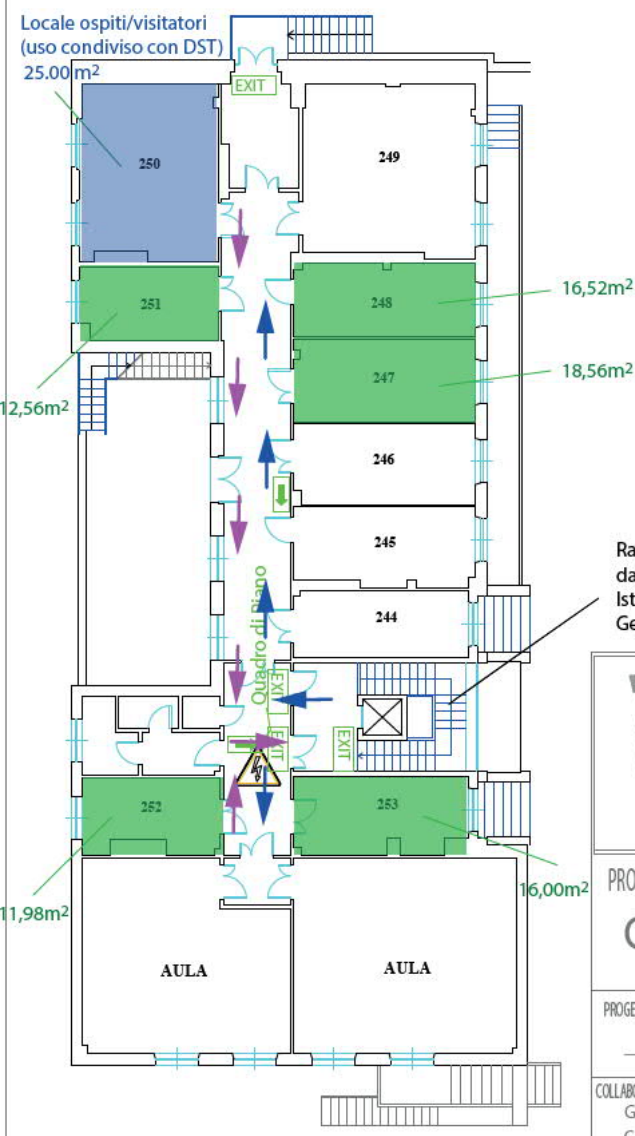 Locale ospiti/visitatori
(uso condiviso con DST)
25.00 m²
EXIT
250
249
251
248
16,52m²
12,56m²
247
18,56m²
246
245
244
Quadro di piano
EXIT
EXIT
EXIT
252
253
11,98m²
16,00m²
AULA
AULA
Ra
da
Ist
Ge
PRO
PROGE
COLLABO
G